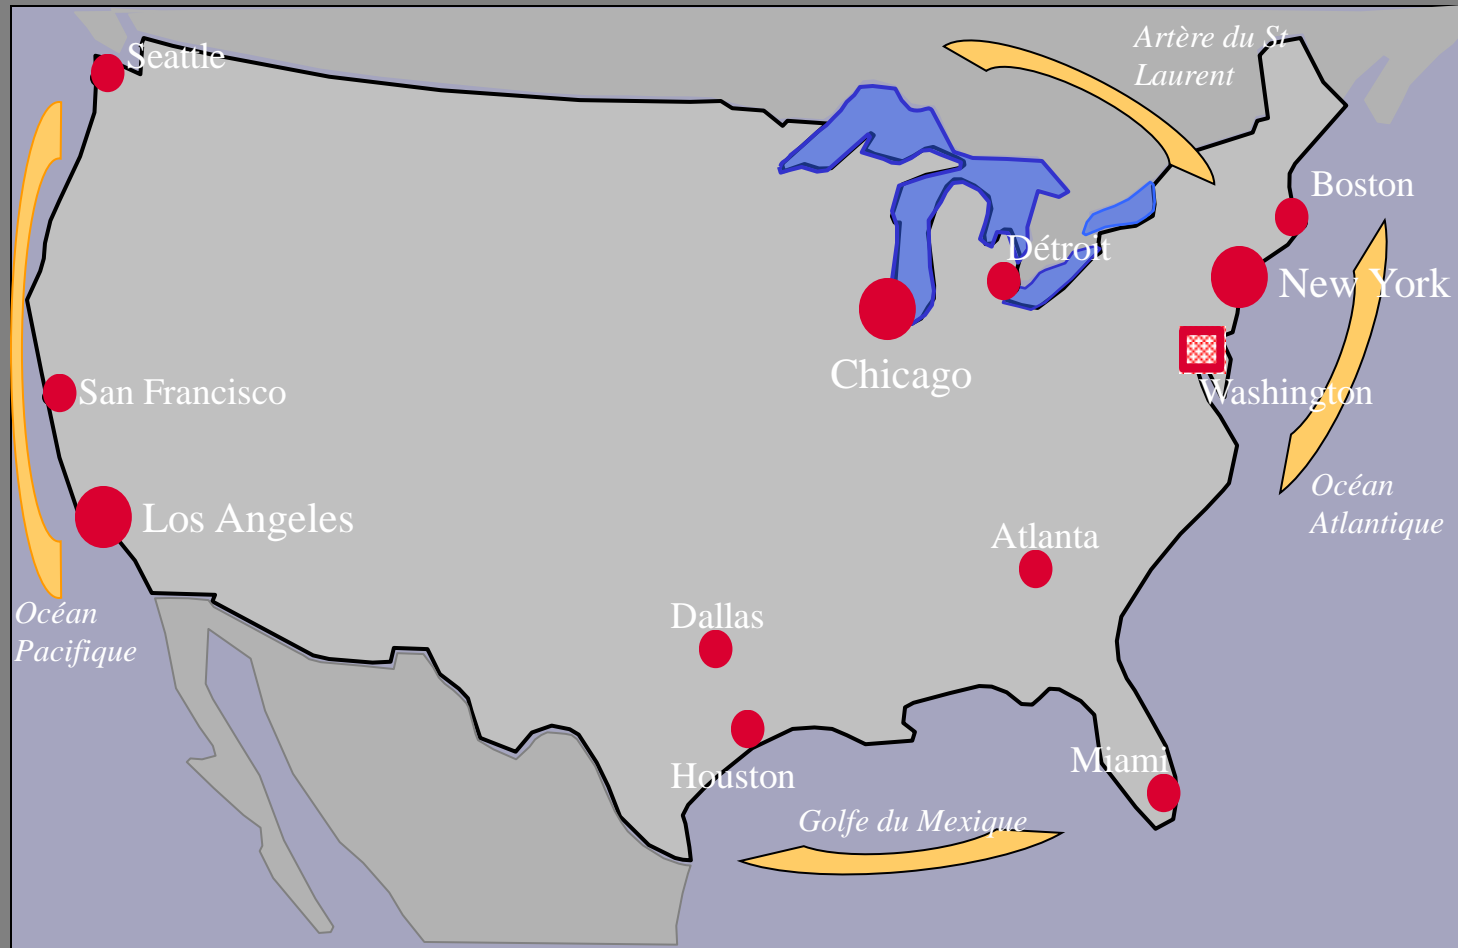 Artère du St
Laurent
Seattle
Boston
Détroit
New York
Chicago
San Francisco
Washington
Los Angeles
Océan
Atlantique
Atlanta
Océan
Pacifique
Dallas
Miami
Houston
Golfe du Mexique